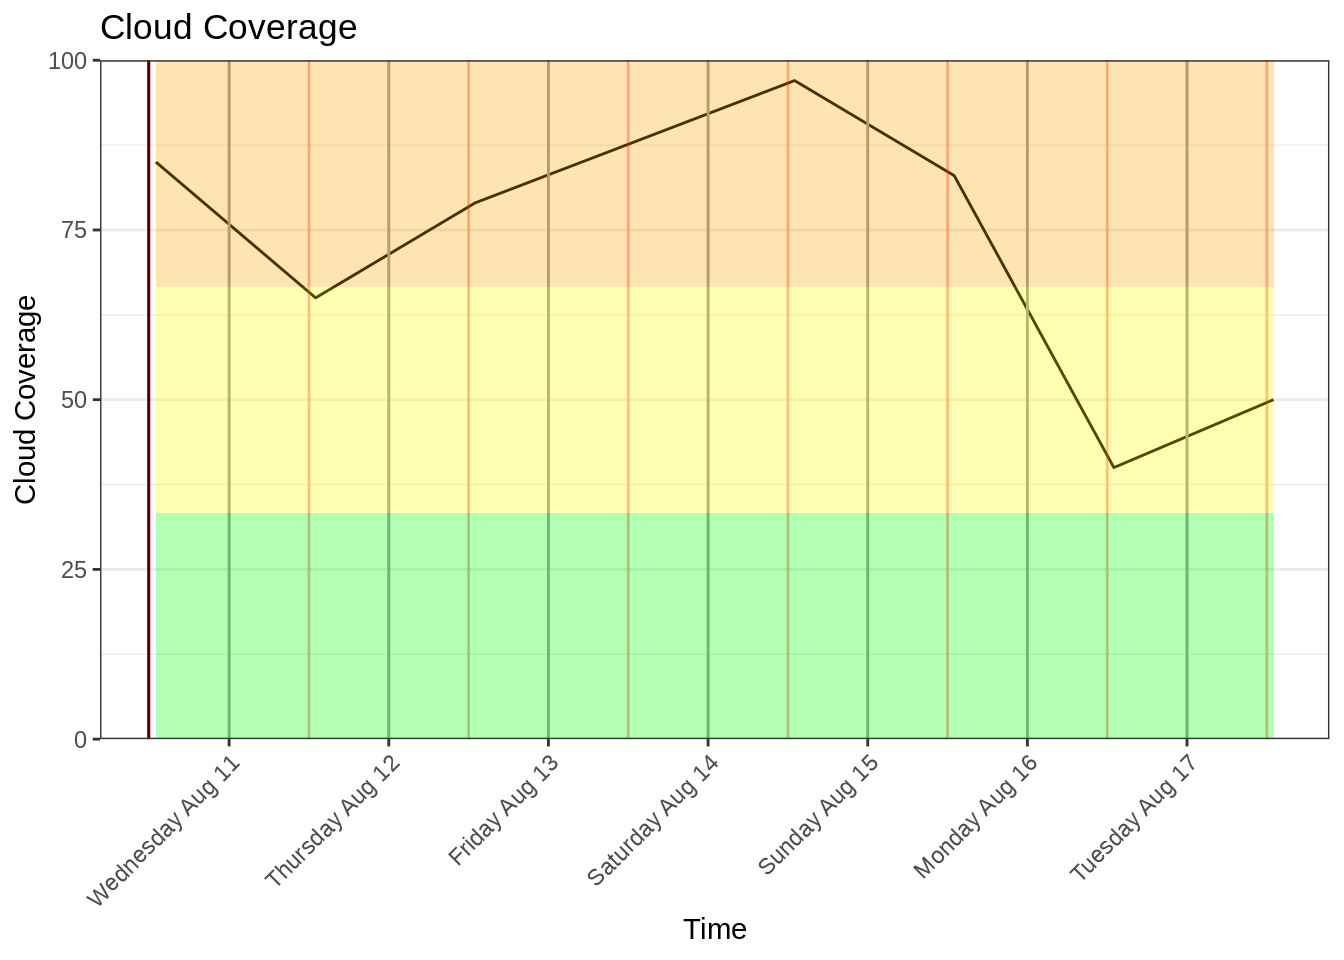 Cloud Coverage
100
75
50
25
0
Cloud Coverage
Wednesday Aug 11
Thursday Aug 12
Friday Aug 13
Saturday Aug 14
Sunday Aug 15
Monday Aug 16
Tuesday Aug 17
Time